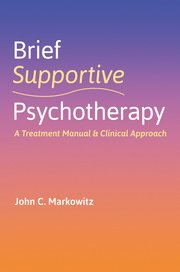 Brief
Supportive
Psychotherapy
A Treatment Manual & Clinical Approach
John C. Markowitz